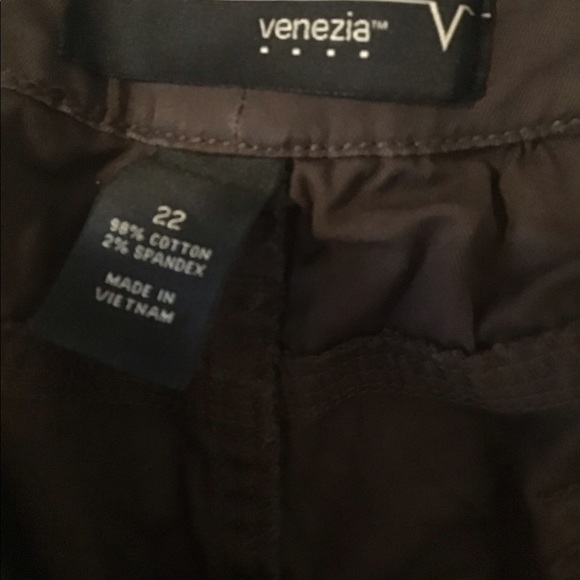 venezia™ V
22
98% COTTON
2% SPANDEX
MADE IN
VIETNAM